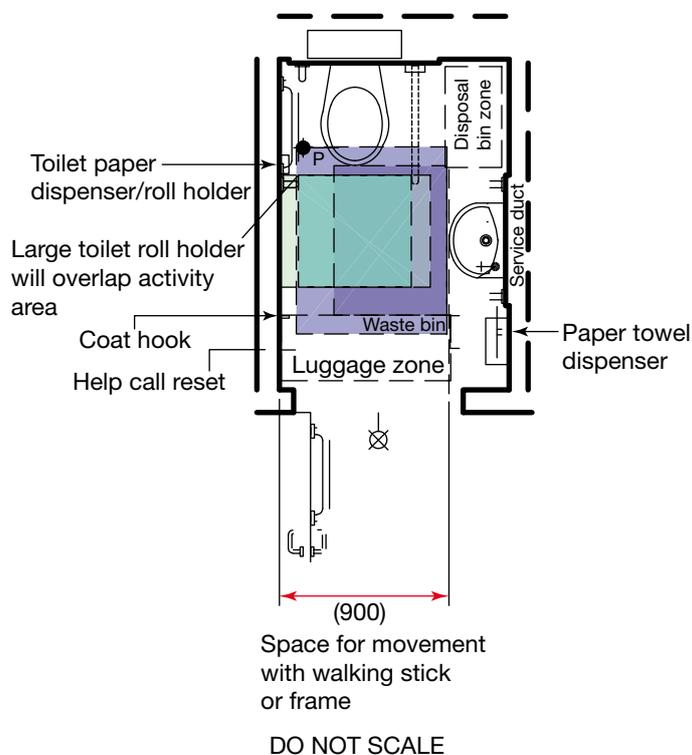 Disposal
bin zone
P
Toilet paper
dispenser/roll holder
Service duct
Large toilet roll holder
will overlap activity
area
Waste bin
Coat hook
Paper towel
dispenser
Luggage zone
Help call reset
(900)
Space for movement
with walking stick
or frame
DO NOT SCALE